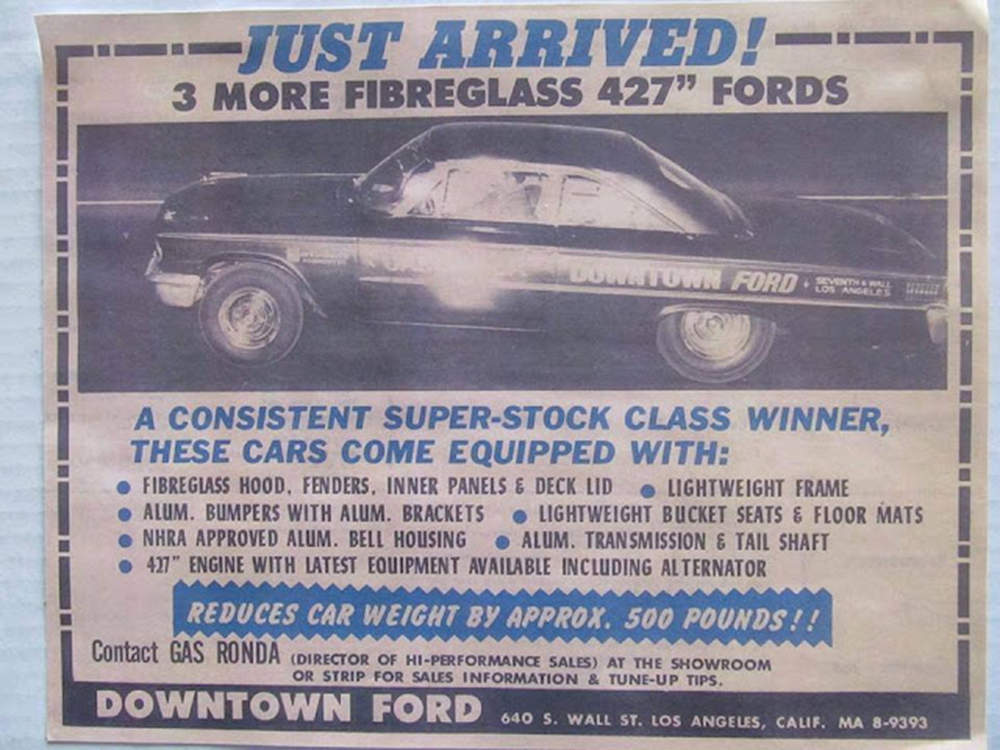 JUST ARRIVED!
3 MORE FIBREGLASS 427" FORDS
DOWNTOWN FORD
SEVENTH & WALL
LOS ANGELES
A CONSISTENT SUPER-STOCK CLASS WINNER,
THESE CARS COME EQUIPPED WITH:
● FIBREGLASS HOOD, FENDERS, INNER PANELS & DECK LID ● LIGHTWEIGHT FRAME
● ALUM. BUMPERS WITH ALUM. BRACKETS ● LIGHTWEIGHT BUCKET SEATS & FLOOR MATS
● NHRA APPROVED ALUM. BELL HOUSING ● ALUM. TRANSMISSION & TAIL SHAFT
● 427" ENGINE WITH LATEST EQUIPMENT AVAILABLE INCLUDING ALTERNATOR
REDUCES CAR WEIGHT BY APPROX. 500 POUNDS!!
Contact GAS RONDA (DIRECTOR OF HI-PERFORMANCE SALES) AT THE SHOWROOM
OR STRIP FOR SALES INFORMATION & TUNE-UP TIPS.
DOWNTOWN FORD 640 S. WALL ST. LOS ANGELES, CALIF. MA 8-9393